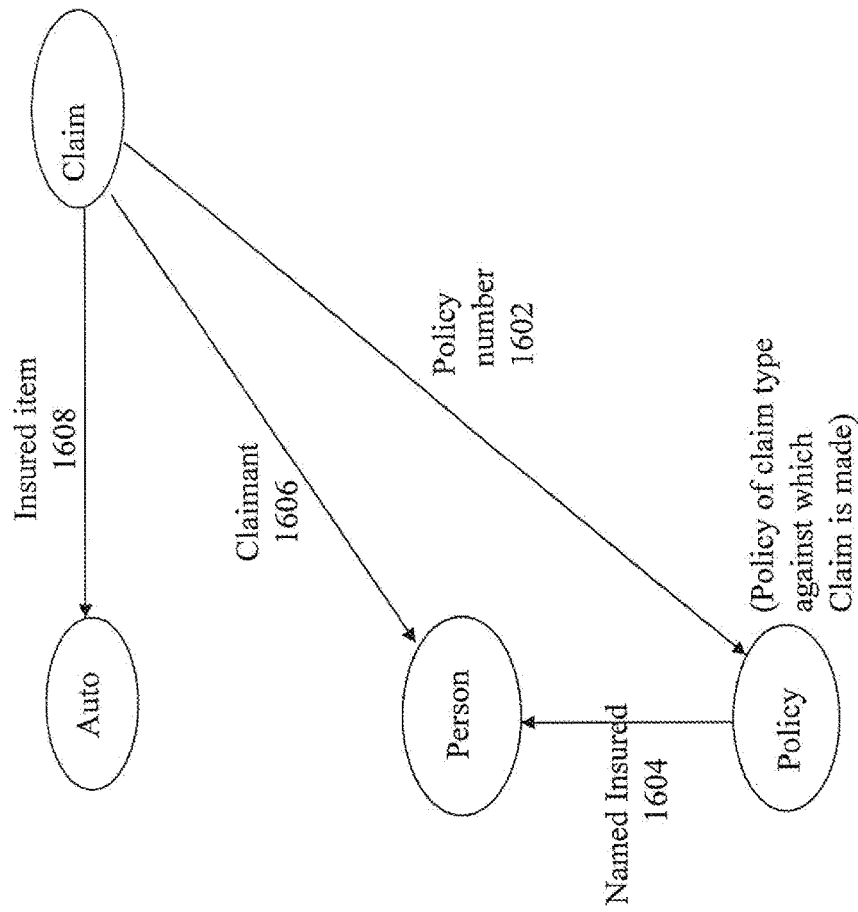 Claim
Insured item
1608
Claimant
1606
Policy
number
1602
(Policy of claim type
against which
Claim is made)
Auto
Person
Policy
Named Insured
1604